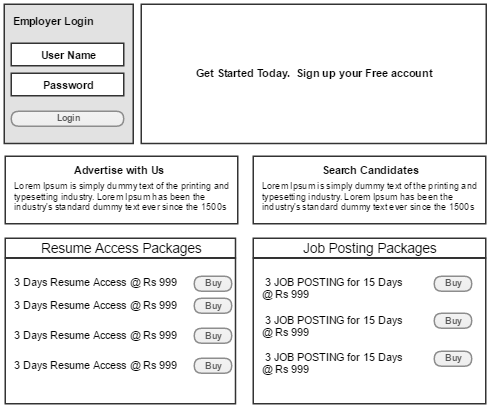 Employer Login
User Name
Password
Login
Get Started Today.  Sign up your Free account
Advertise with Us
Lorem Ipsum is simply dummy text of the printing and
typesetting industry. Lorem Ipsum has been the
industry's standard dummy text ever since the 1500s
Search Candidates
Lorem Ipsum is simply dummy text of the printing and
typesetting industry. Lorem Ipsum has been the
industry's standard dummy text ever since the 1500s
Resume Access Packages
3 Days Resume Access @ Rs 999 Buy
3 Days Resume Access @ Rs 999 Buy
3 Days Resume Access @ Rs 999 Buy
3 Days Resume Access @ Rs 999 Buy
Job Posting Packages
3 JOB POSTING for 15 Days Buy
@ Rs 999
3 JOB POSTING for 15 Days Buy
@ Rs 999
3 JOB POSTING for 15 Days Buy
@ Rs 999